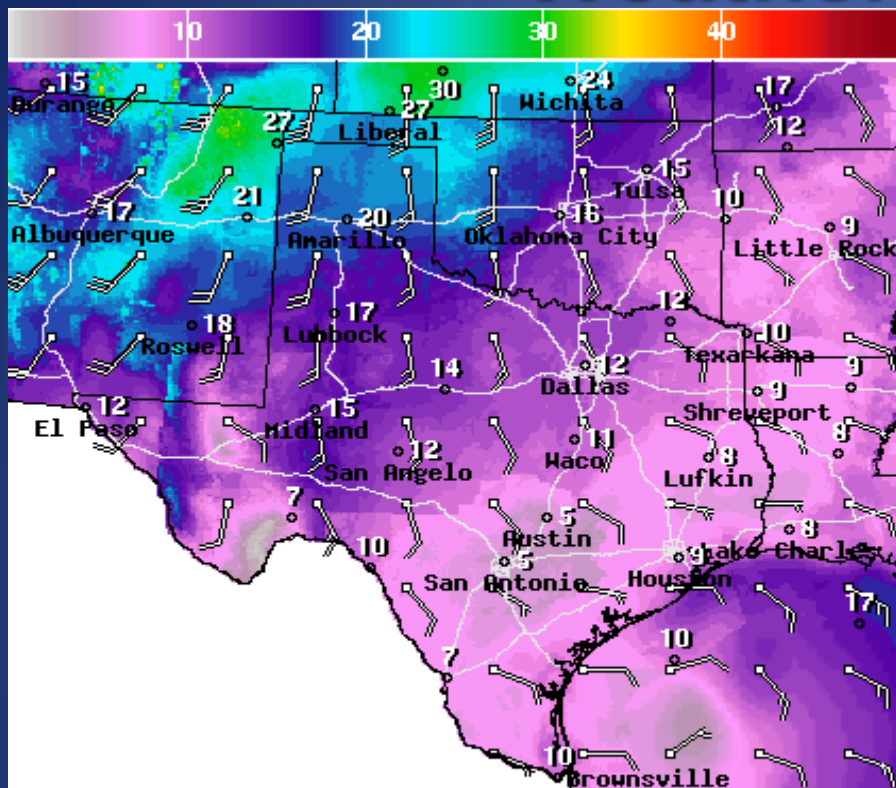 10 20 30 40
15
Durango
30
24
Wichita
17
27
Liberal
27
12
15
Tulsa
17
Albuquerque
21
20
Amarillo
16
Oklahoma City
10
9
Little Rock
18
Roswell
17
Lubbock
12
10
Texarkana
14
12
Dallas
9
9
Shreveport
12
El Paso
15
Midland
12
San Angelo
11
Waco
8
Lufkin
8
7
5
Austin
8
Lake Charles
10
5
San Antonio
9
Houston
17
7
10
10
Brownsville